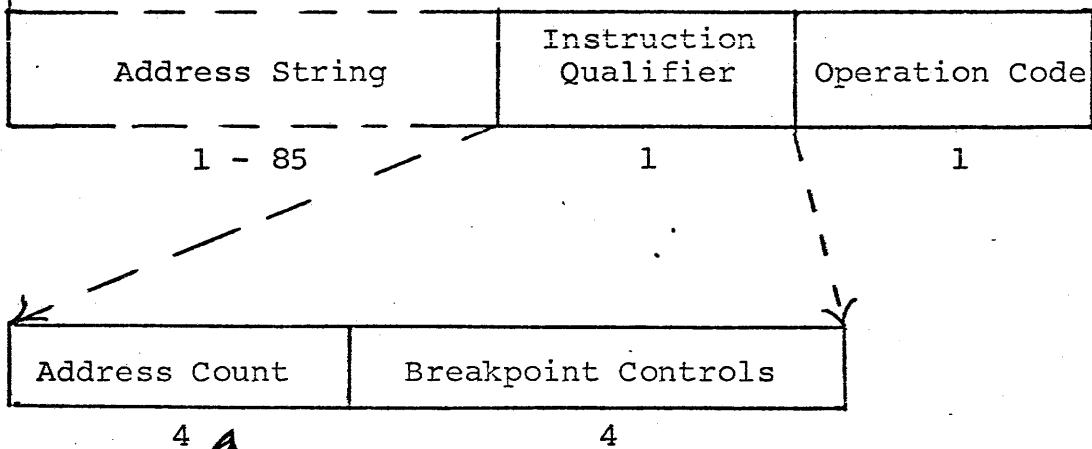 Address String
Instruction
Qualifier
Operation Code
1 - 85
1
1
Address Count
Breakpoint Controls
4
4